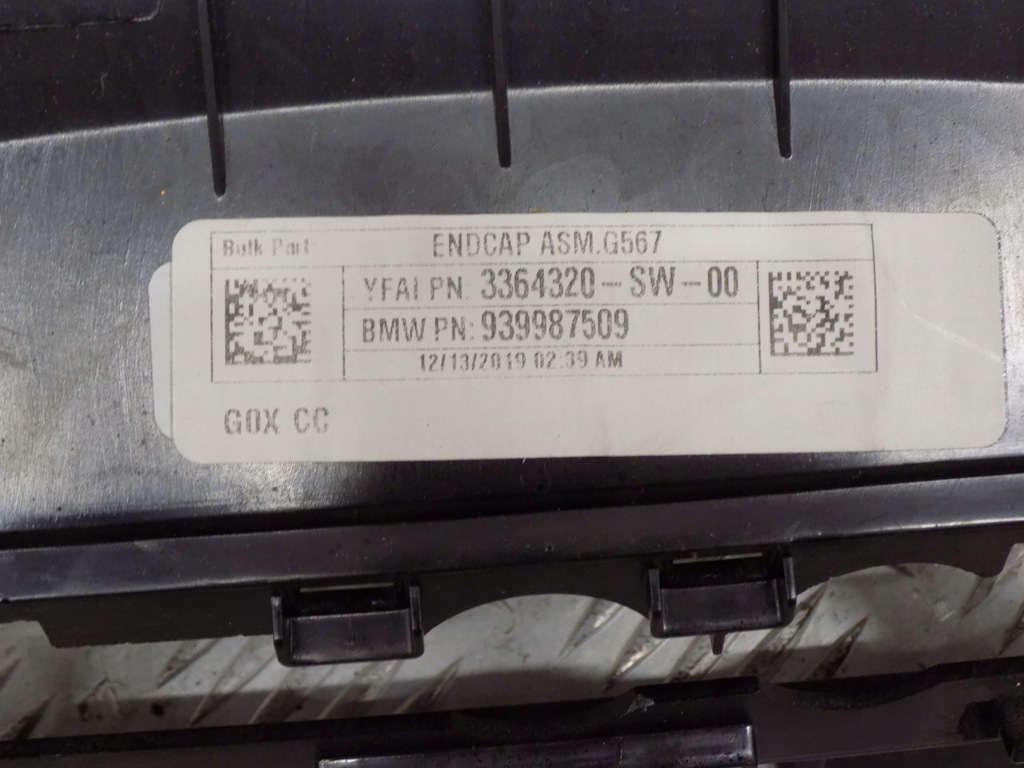 Bulk Part
ENDCAP ASM.G567
YFAI PN: 3364320-SW-00
BMW PN: 939987509
12/13/2019 02:39 AM
G0X CC